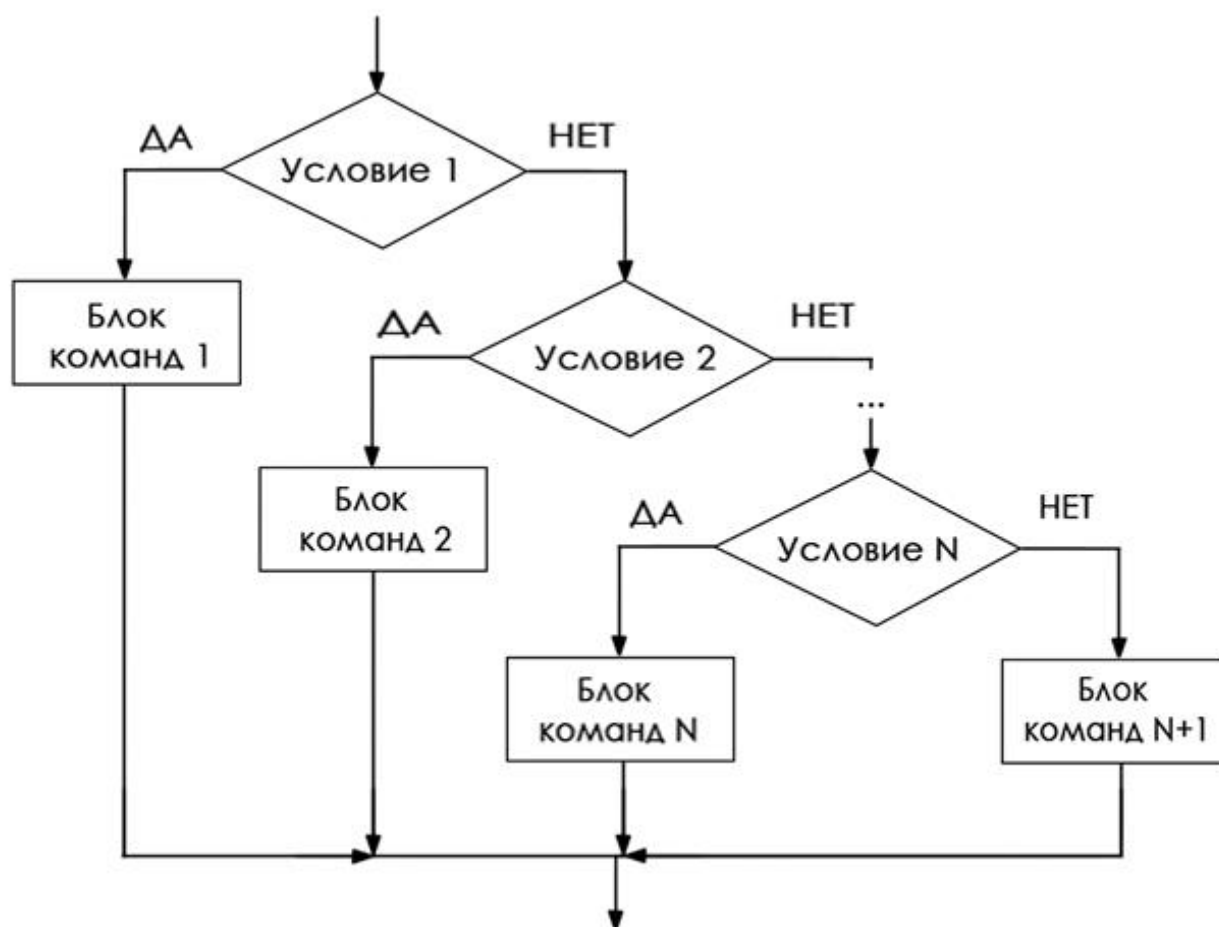 ДА
НЕТ
Условие 1
Блок
команд 1
ДА
НЕТ
Условие 2
...
Блок
команд 2
ДА
НЕТ
Условие N
Блок
команд N
Блок
команд N+1